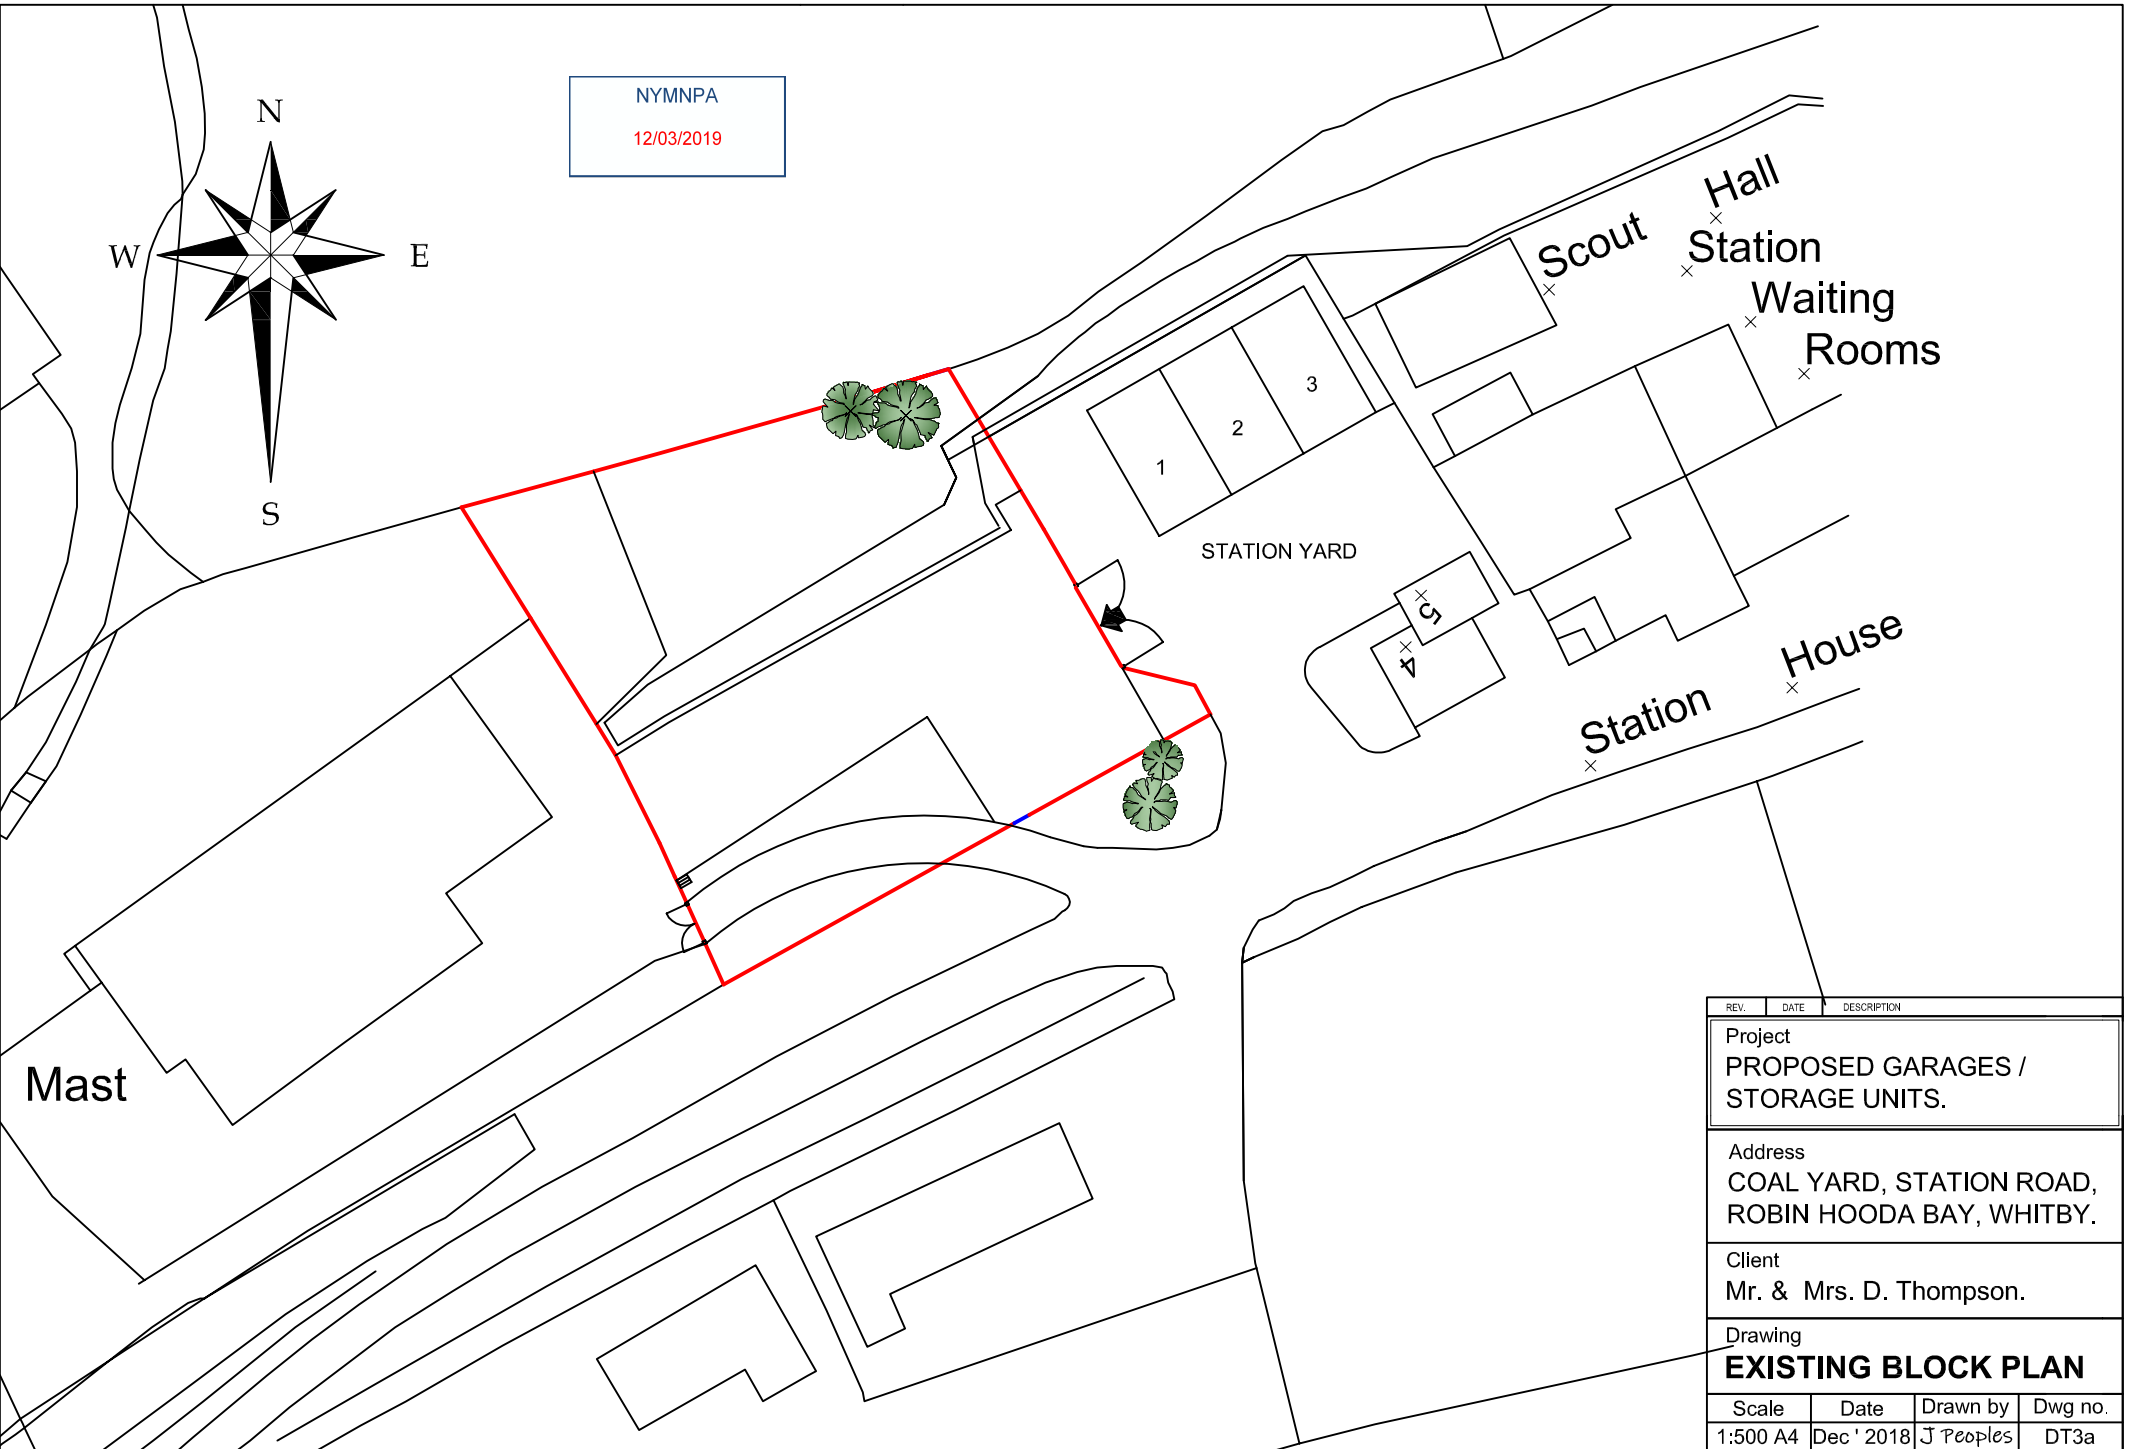 NYMNPA
12/03/2019
N
W
E
S
Scout Hall
Station
Waiting
Rooms
1
2
3
STATION YARD
5
4
Station House
Mast
REV. DATE DESCRIPTION
Project
PROPOSED GARAGES /
STORAGE UNITS.
Address
COAL YARD, STATION ROAD,
ROBIN HOODA BAY, WHITBY.
Client
Mr. & Mrs. D. Thompson.
Drawing
EXISTING BLOCK PLAN
Scale Date Drawn by Dwg no.
1:500 A4 Dec ' 2018 J Peoples DT3a